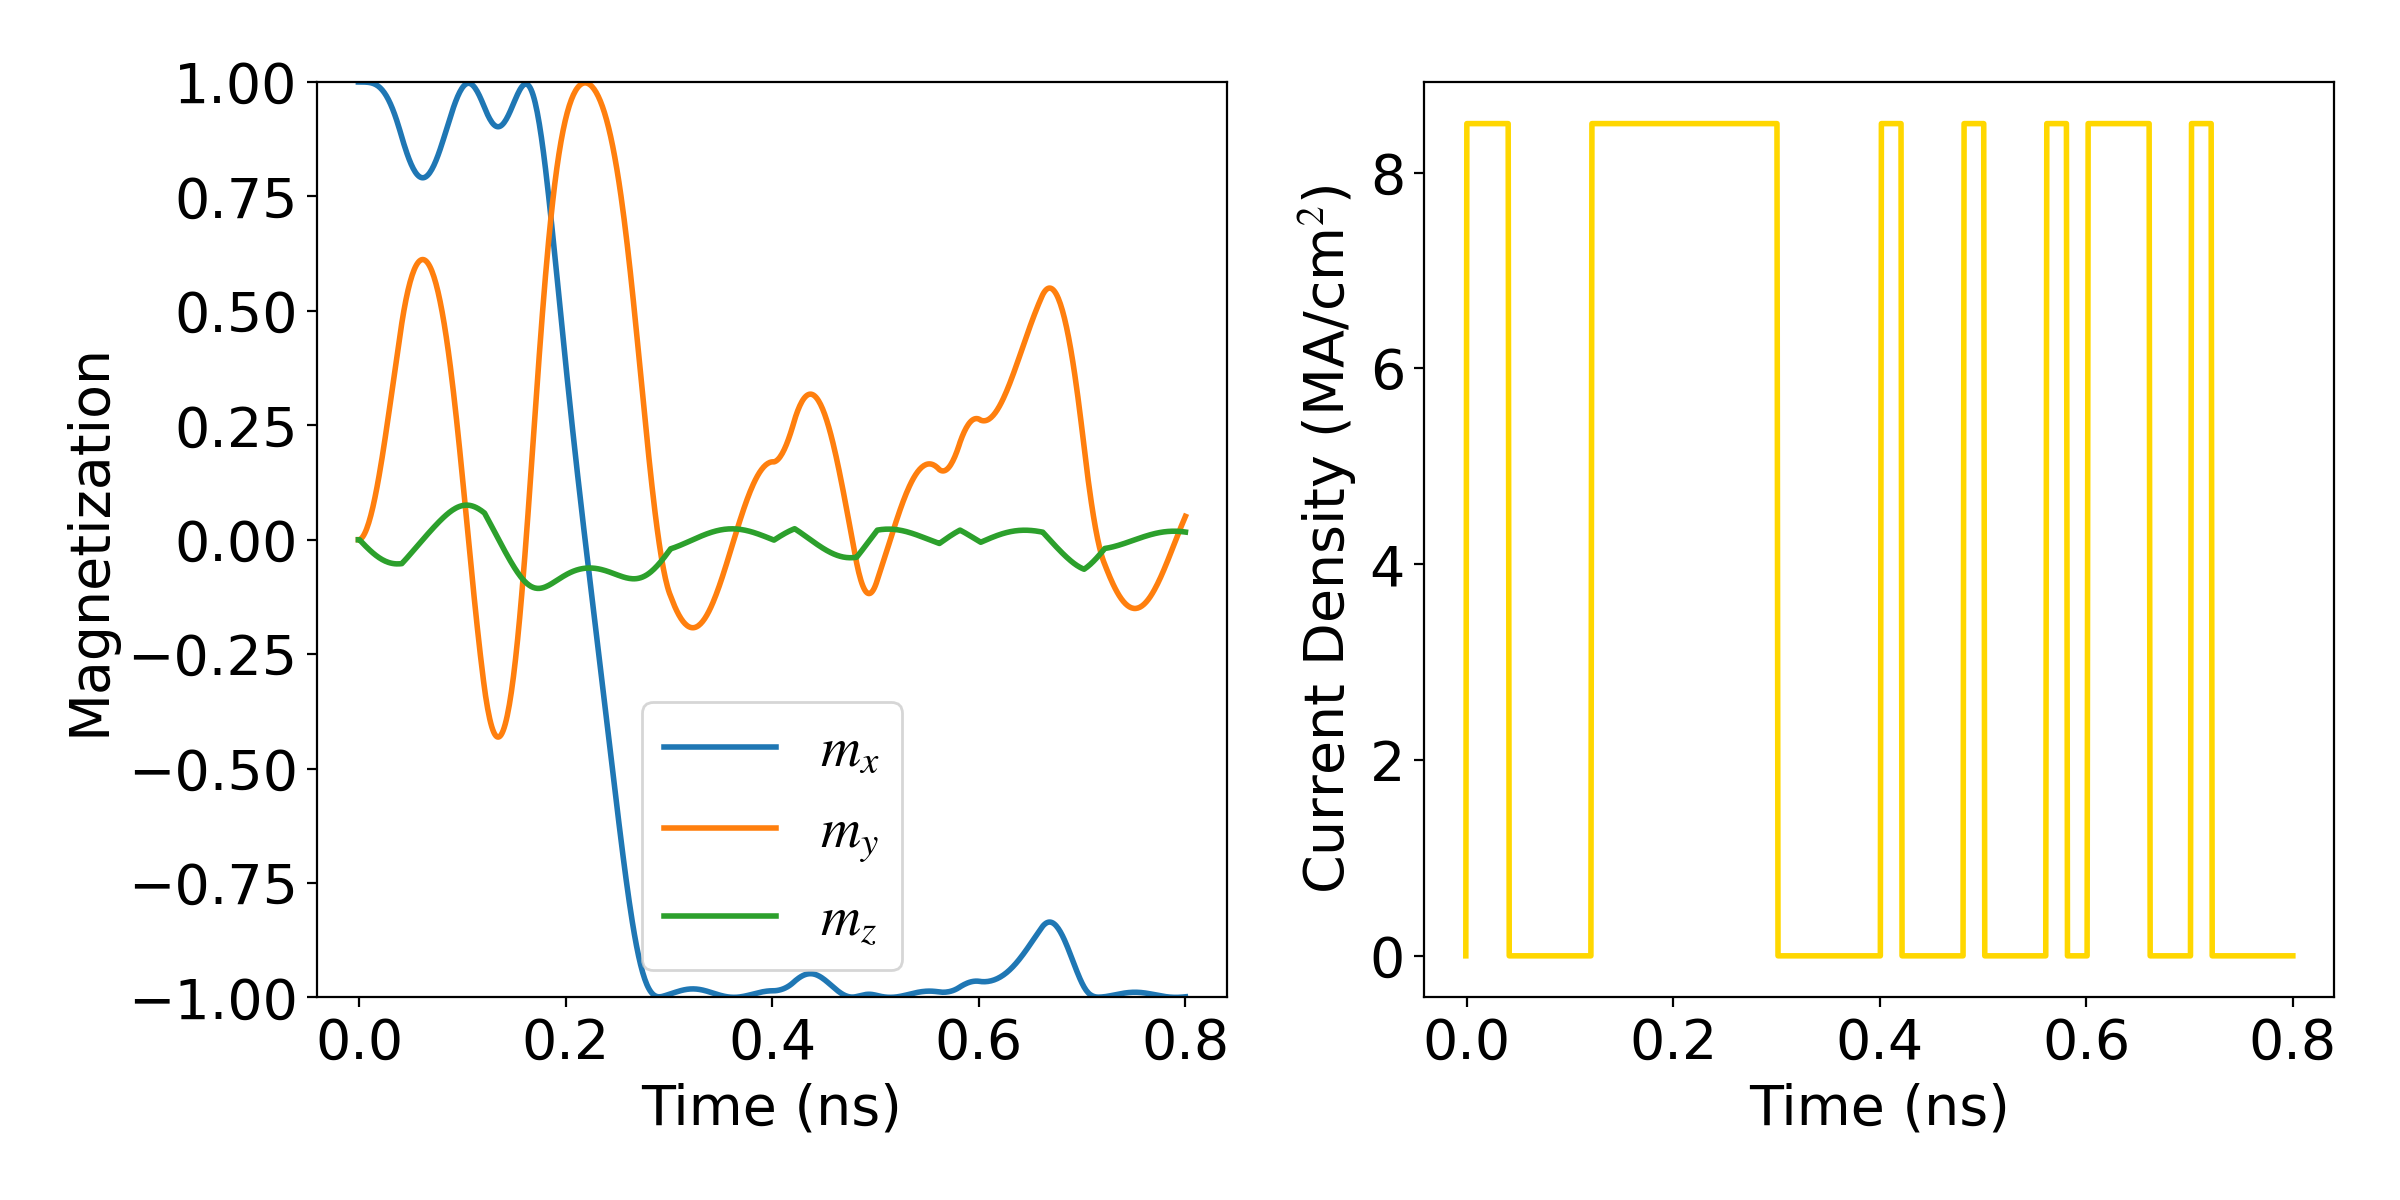 1.00
0.75
0.50
0.25
0.00
−0.25
−0.50
−0.75
−1.00
Magnetization
0.0 0.2 0.4 0.6 0.8
Time (ns)
m_x
m_y
m_z
8
6
4
2
0
Current Density (MA/cm²)
0.0 0.2 0.4 0.6 0.8
Time (ns)